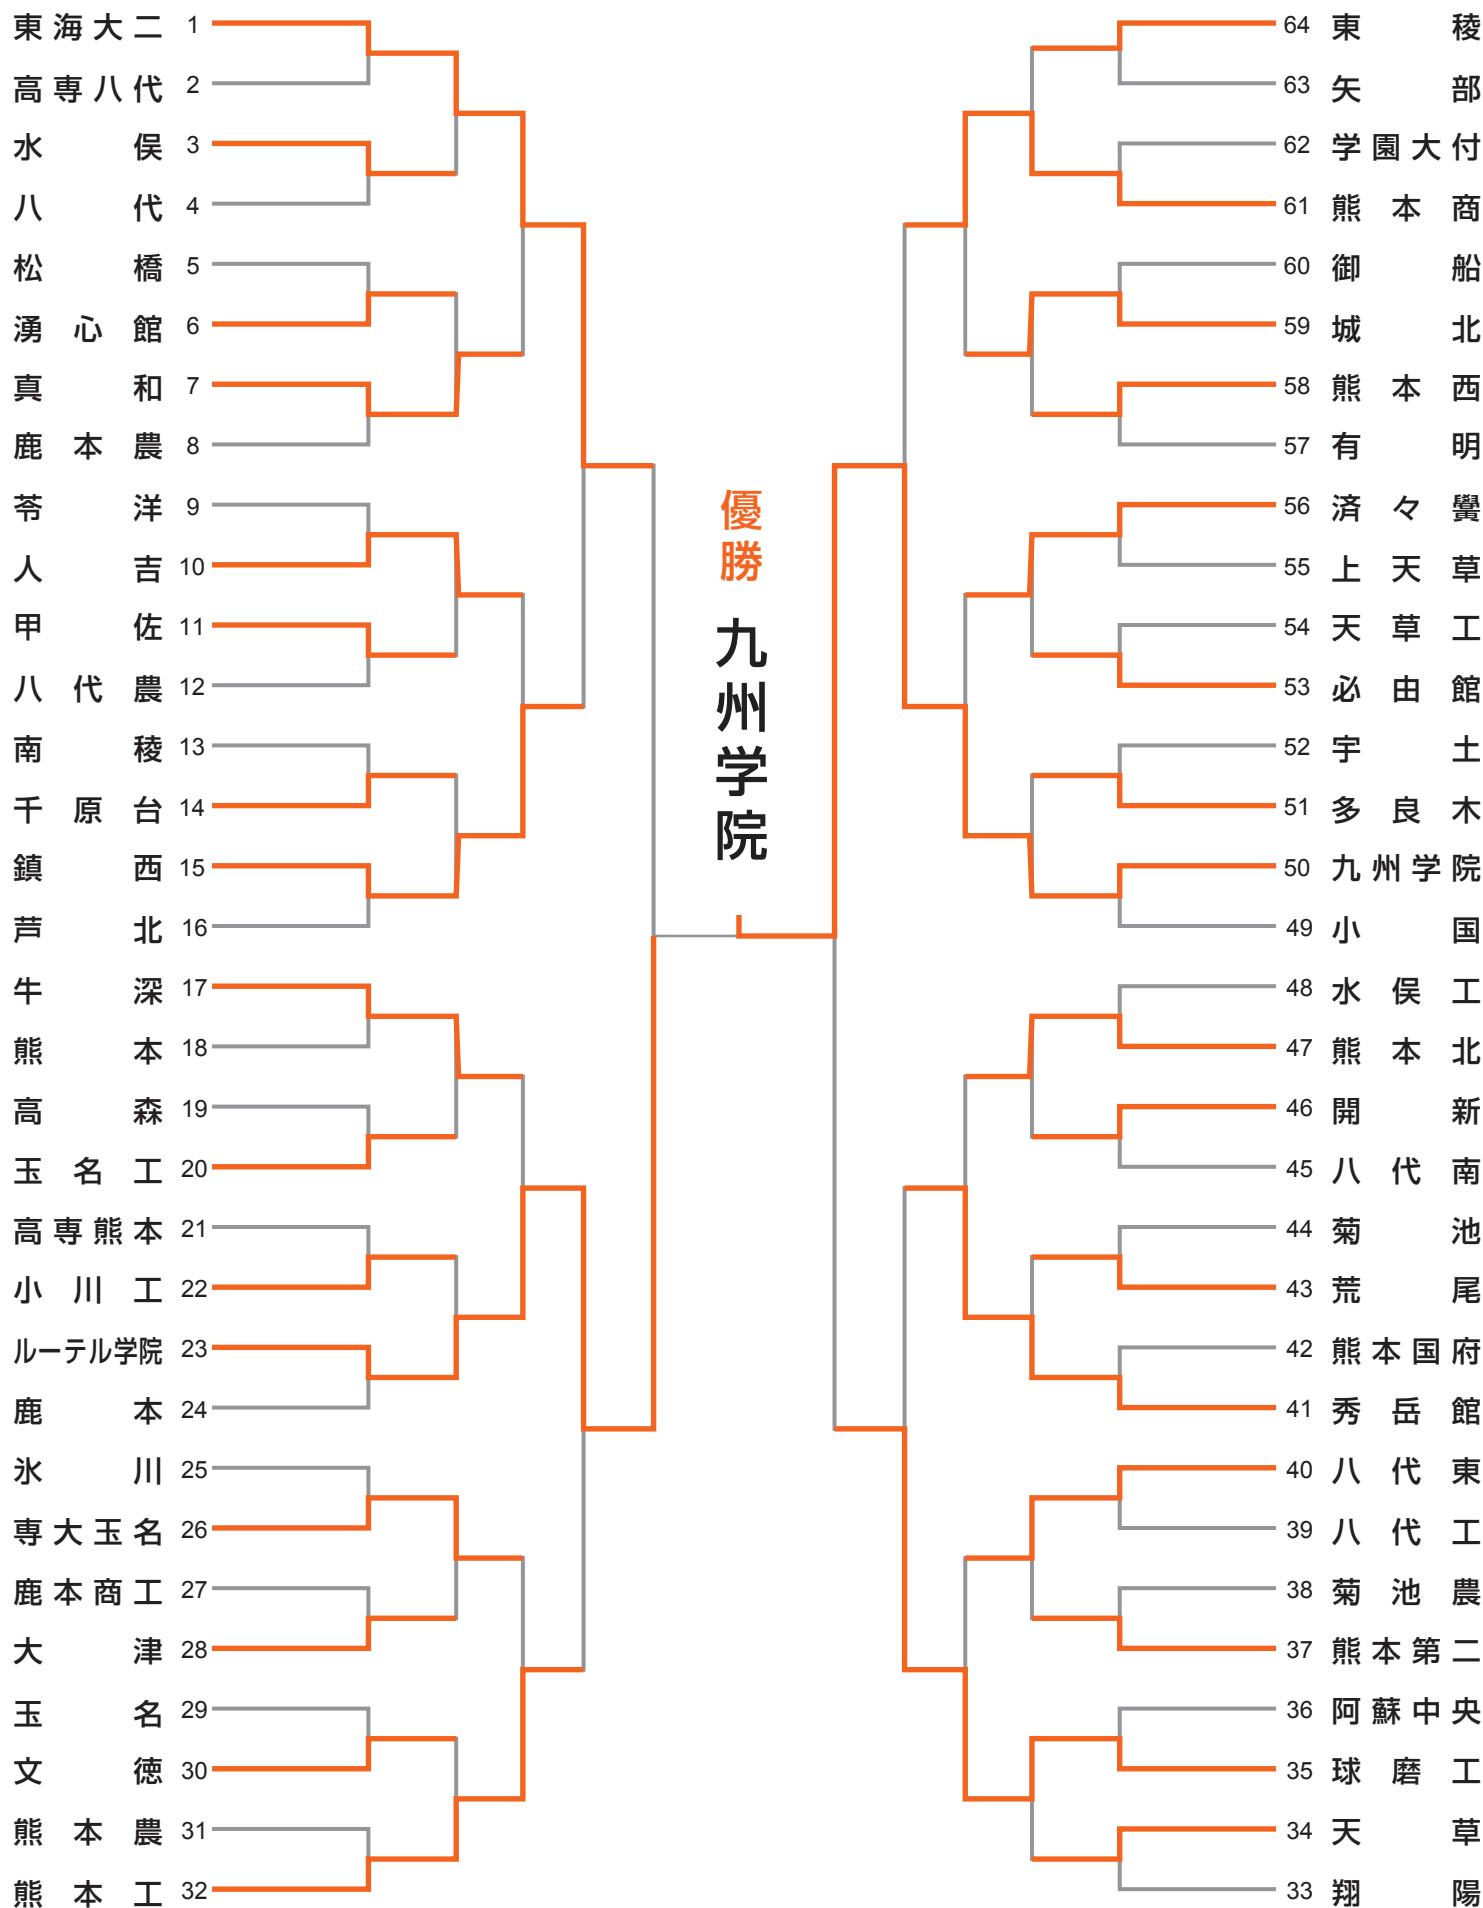 東海大二 1
高専八代 2
水俣 3
八代 4
松橋 5
湧心館 6
真和 7
鹿本農 8
苓洋 9
人吉 10
甲佐 11
八代農 12
南稜 13
千原台 14
鎮西 15
芦北 16
牛深 17
熊本 18
高森 19
玉名工 20
高専熊本 21
小川工 22
ルーテル学院 23
鹿本 24
氷川 25
専大玉名 26
鹿本商工 27
大津 28
玉名 29
文徳 30
熊本農 31
熊本工 32
優勝
九州学院
64 東稜
63 矢部
62 学園大付
61 熊本商
60 御船
59 城北
58 熊本西
57 有明
56 済々黌
55 上天草
54 天草工
53 必由館
52 宇土
51 多良木
50 九州学院
49 小国
48 水俣工
47 熊本北
46 開新
45 八代南
44 菊池
43 荒尾
42 熊本国府
41 秀岳館
40 八代東
39 八代工
38 菊池農
37 熊本第二
36 阿蘇中央
35 球磨工
34 天草
33 翔陽